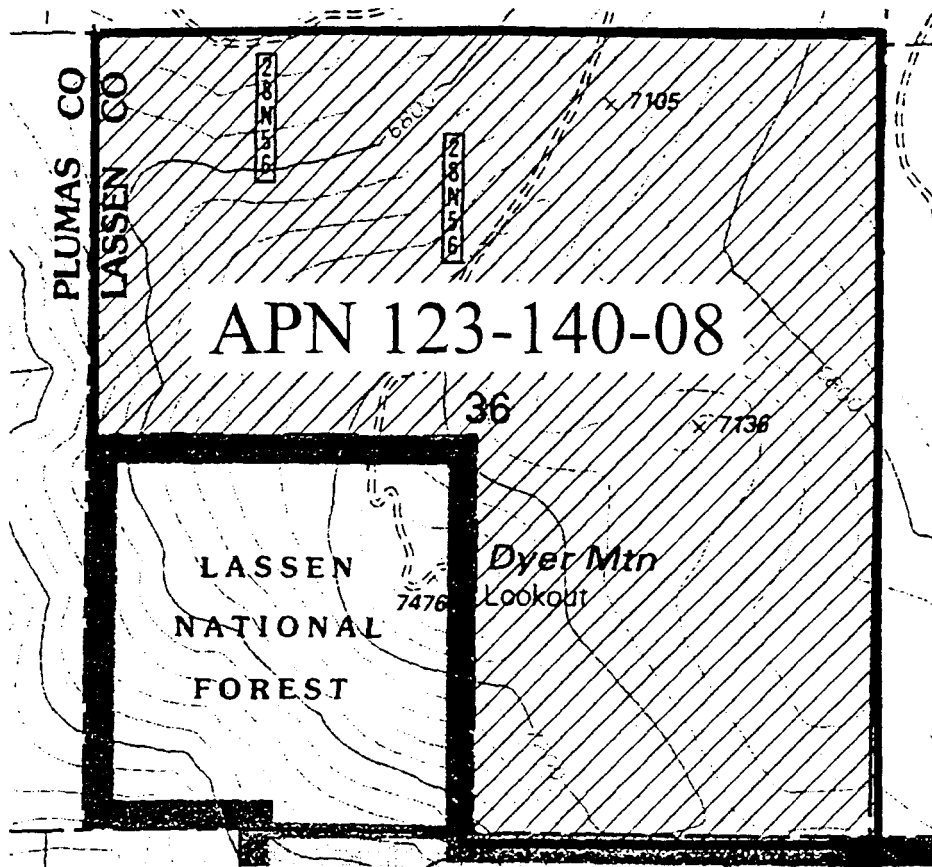 PLUMAS CO
LASSEN CO
28N56
28N56
7105
APN 123-140-08
36
7136
LASSEN
NATIONAL
FOREST
Dyer Mtn
Lookout
7476